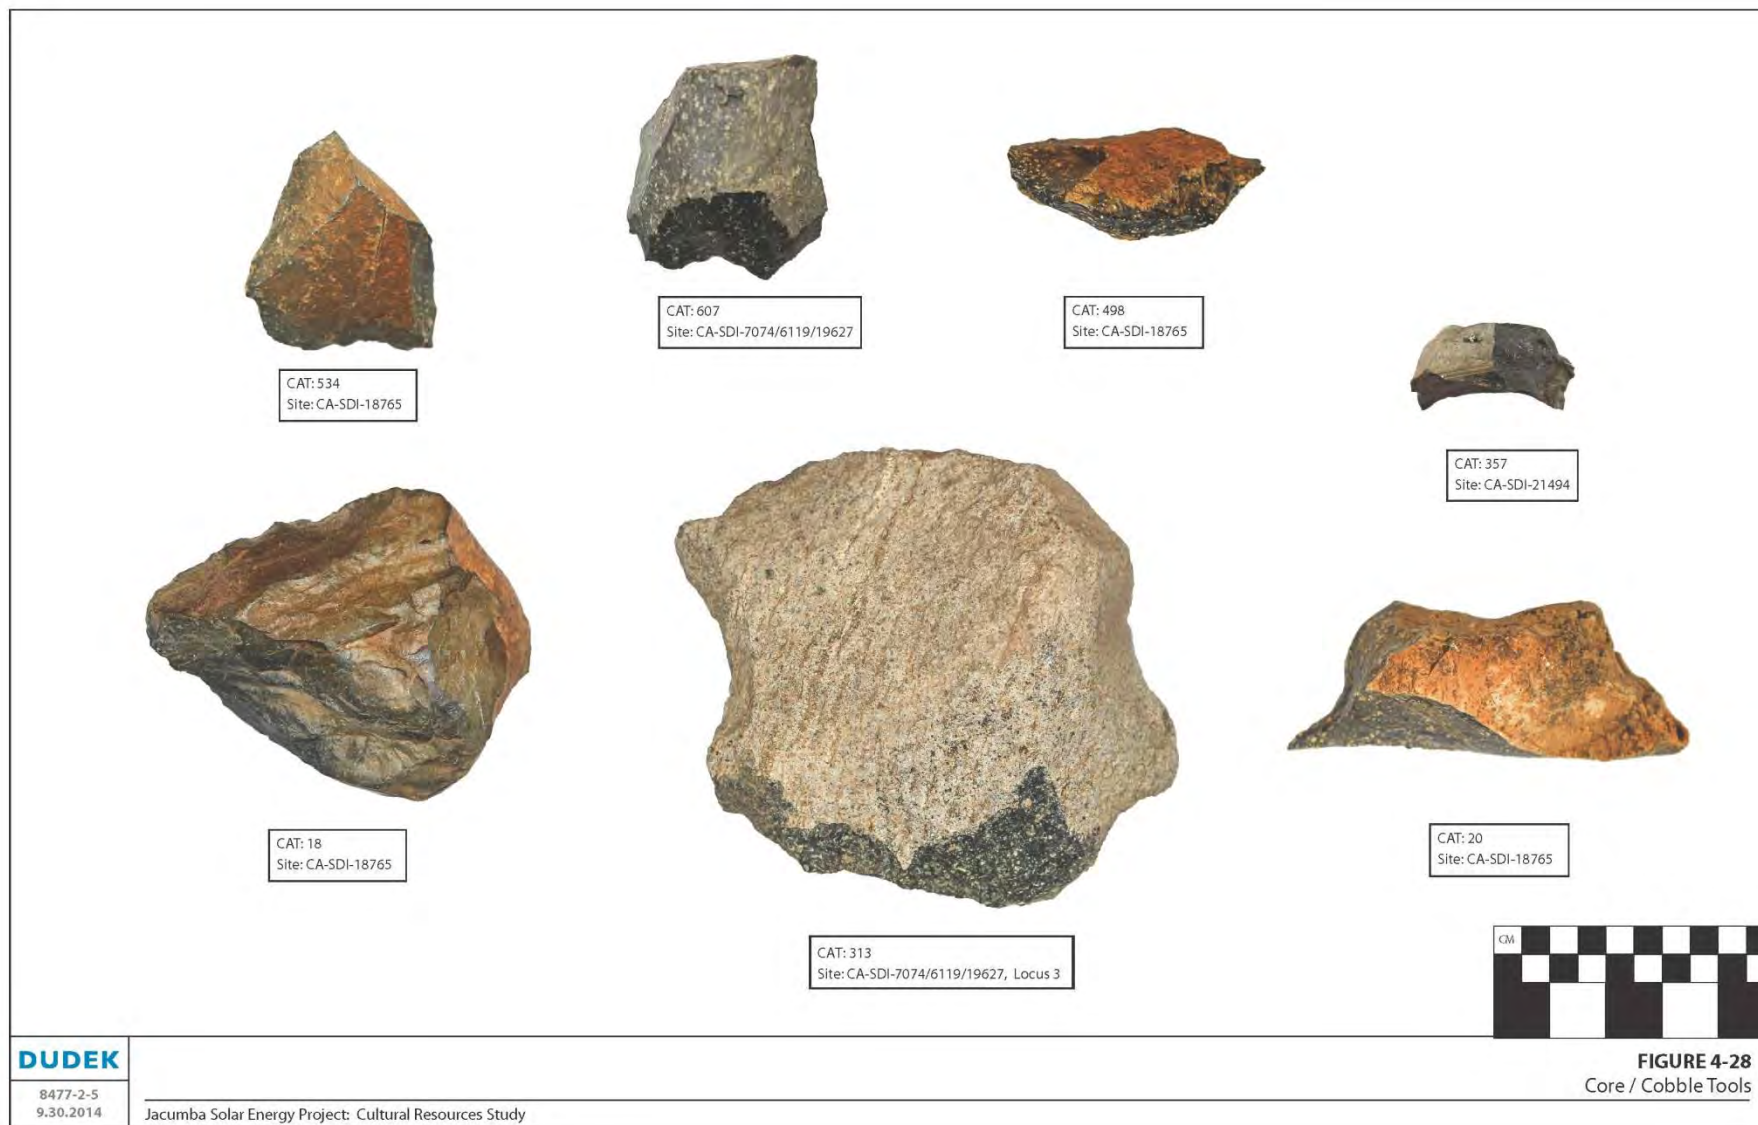 CAT: 534
Site: CA-SDI-18765
CAT: 607
Site: CA-SDI-7074/6119/19627
CAT: 498
Site: CA-SDI-18765
CAT: 357
Site: CA-SDI-21494
CAT: 18
Site: CA-SDI-18765
CAT: 313
Site: CA-SDI-7074/6119/19627, Locus 3
CAT: 20
Site: CA-SDI-18765
CM
DUDEK
8477-2-5
9.30.2014
Jacumba Solar Energy Project: Cultural Resources Study
FIGURE 4-28
Core / Cobble Tools